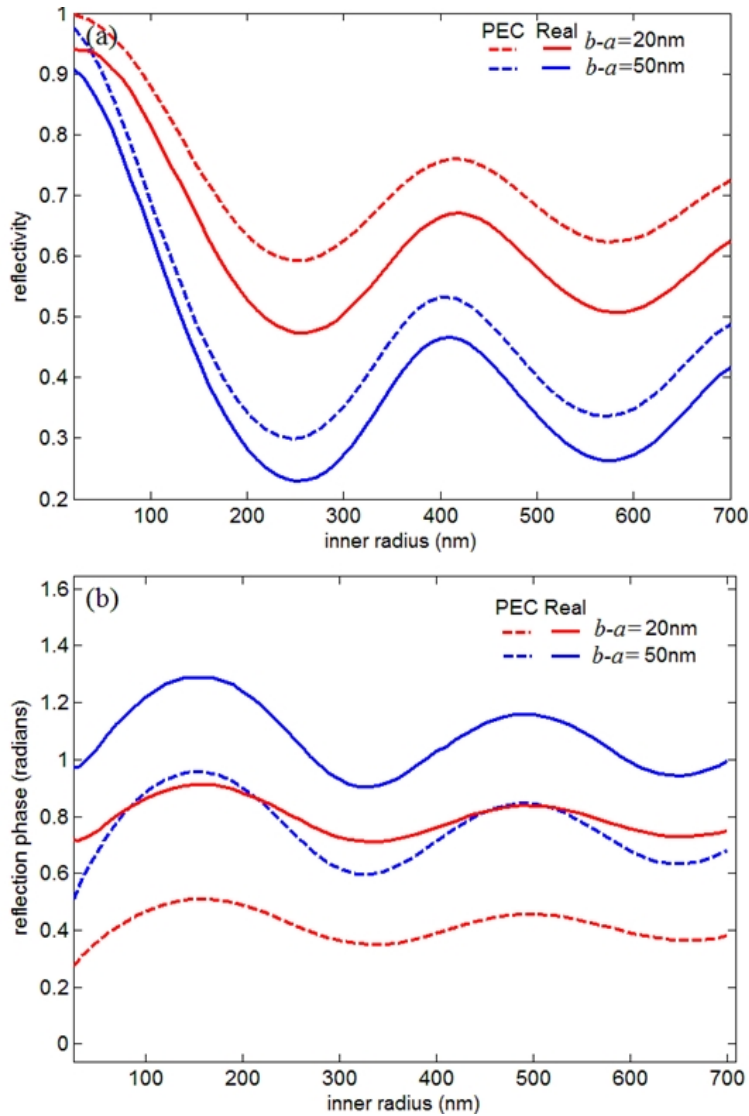 (a)
PEC Real
b-a=20nm
b-a=50nm
1
0.9
0.8
0.7
0.6
0.5
0.4
0.3
0.2
reflectivity
100 200 300 400 500 600 700
inner radius (nm)
(b)
PEC Real
b-a= 20nm
b-a= 50nm
1.6
1.4
1.2
1
0.8
0.6
0.4
0.2
0
reflection phase (radians)
100 200 300 400 500 600 700
inner radius (nm)